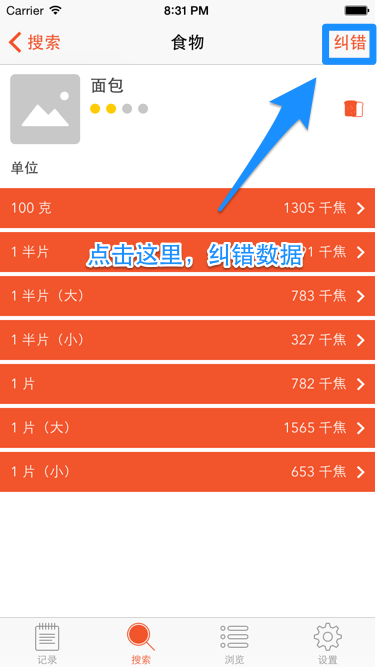 Carrier 8:31 PM
搜索 食物 纠错
面包
单位
100 克 1305 千焦
1 半片 千焦
点击这里，纠错数据
1 半片（大） 783 千焦
1 半片（小） 327 千焦
1 片 782 千焦
1 片（大） 1565 千焦
1 片（小） 653 千焦
记录 搜索 浏览 设置